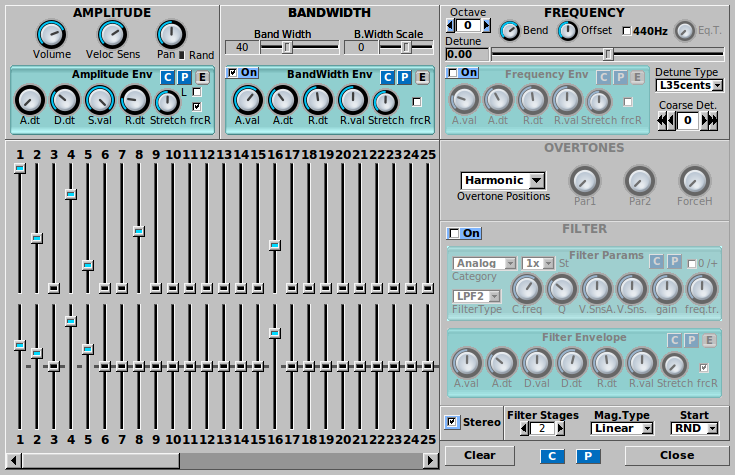 AMPLITUDE
Volume Veloc Sens Pan Rand
Amplitude Env C P E
A.dt D.dt S.val R.dt Stretch L frcR
BANDWIDTH
Band Width B.Width Scale
40 0
On BandWidth Env C P E
A.val A.dt R.dt R.val Stretch frcR
Octave FREQUENCY
0 Bend Offset 440Hz Eq.T.
Detune
0.00
On Frequency Env C P E
A.val A.dt R.dt R.val Stretch frcR
Detune Type
L35cents
Coarse Det.
0
1 2 3 4 5 6 7 8 9 10 11 12 13 14 15 16 17 18 19 20 21 22 23 24 25
1 2 3 4 5 6 7 8 9 10 11 12 13 14 15 16 17 18 19 20 21 22 23 24 25
OVERTONES
Harmonic
Overtone Positions Par1 Par2 ForceH
FILTER
On
Filter Params C P
Analog 1x St 0 /+
Category
LPF2
FilterType C.freq Q V.SnsA. V.Sns. gain freq.tr.
Filter Envelope C P E
A.val A.dt D.val D.dt R.dt R.val Stretch frcR
Stereo Filter Stages Mag.Type Start
2 Linear RND
Clear C P Close